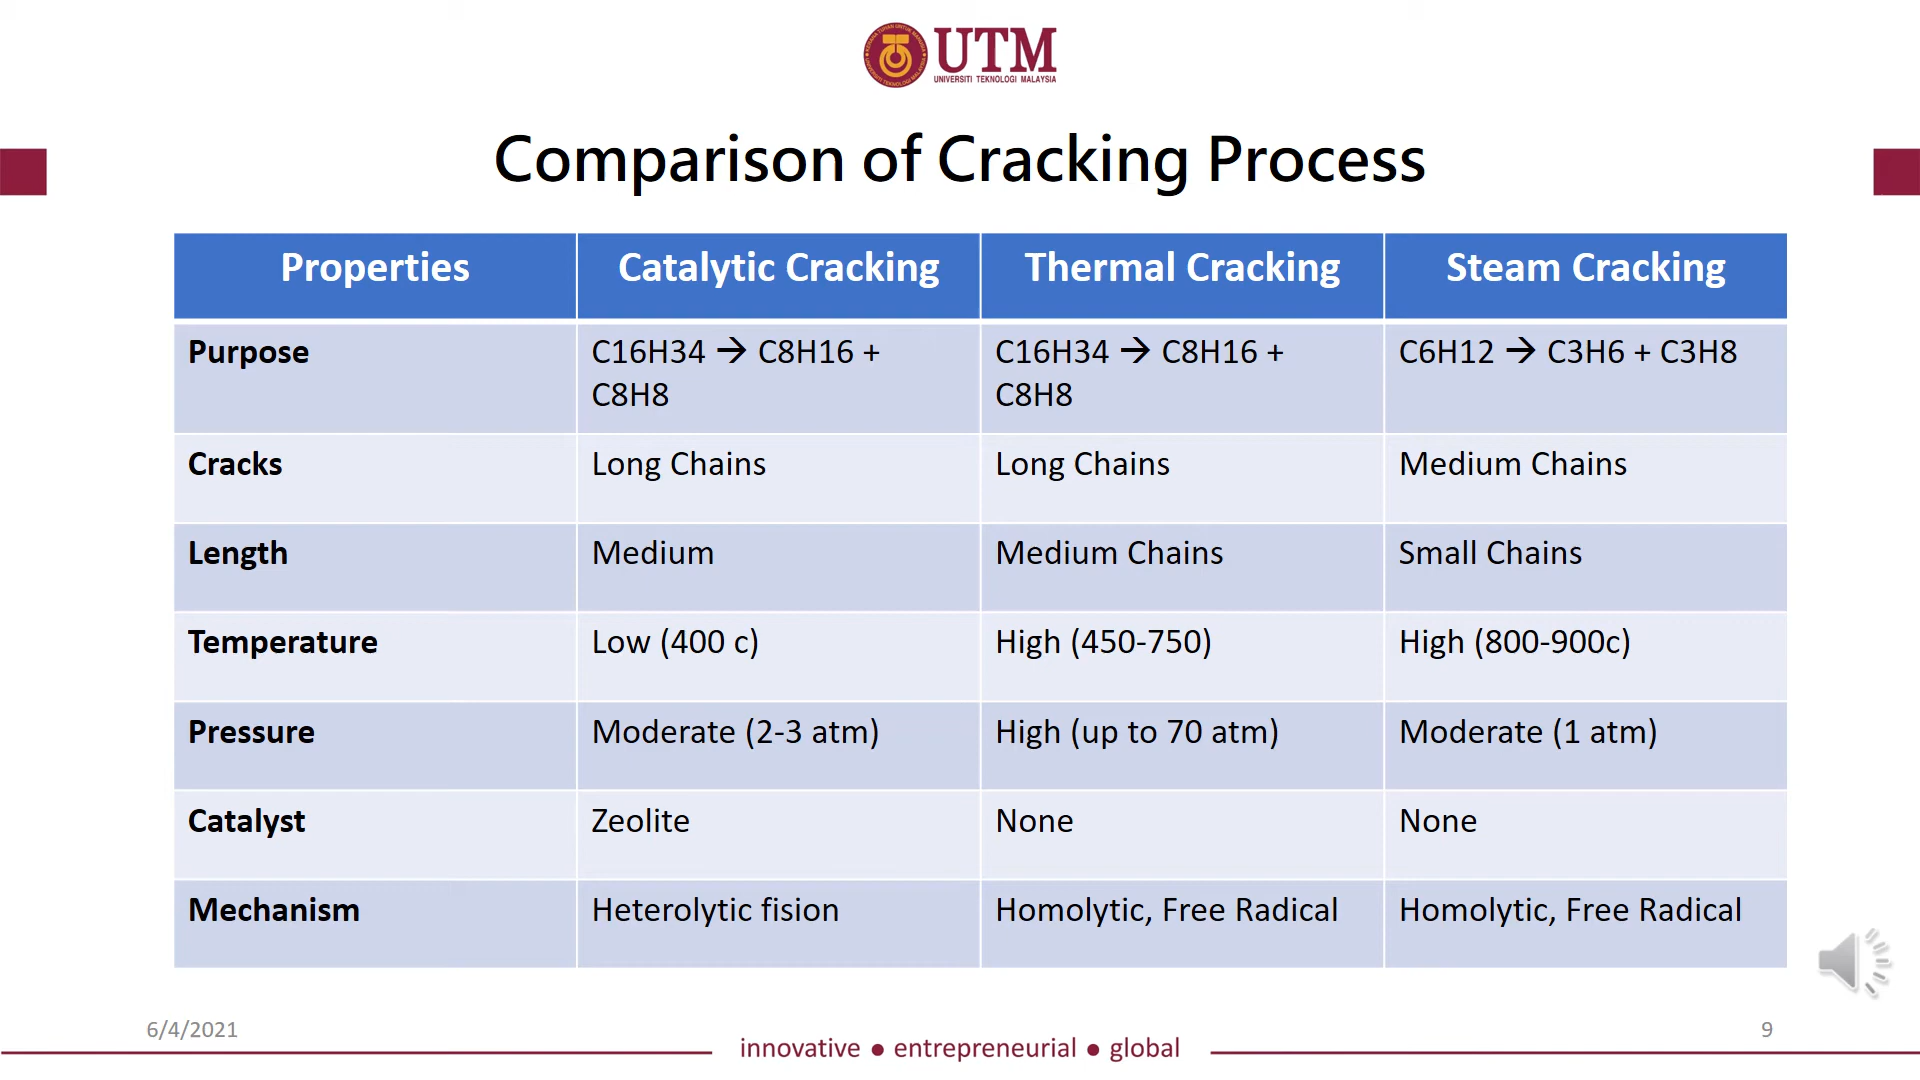 UTM
UNIVERSITI TEKNOLOGI MALAYSIA
Comparison of Cracking Process
Properties Catalytic Cracking Thermal Cracking Steam Cracking
Purpose C16H34 → C8H16 + C8H8 C16H34 → C8H16 + C8H8 C6H12 → C3H6 + C3H8
Cracks Long Chains Long Chains Medium Chains
Length Medium Medium Chains Small Chains
Temperature Low (400 c) High (450-750) High (800-900c)
Pressure Moderate (2-3 atm) High (up to 70 atm) Moderate (1 atm)
Catalyst Zeolite None None
Mechanism Heterolytic fision Homolytic, Free Radical Homolytic, Free Radical
6/4/2021
innovative ● entrepreneurial ● global
9